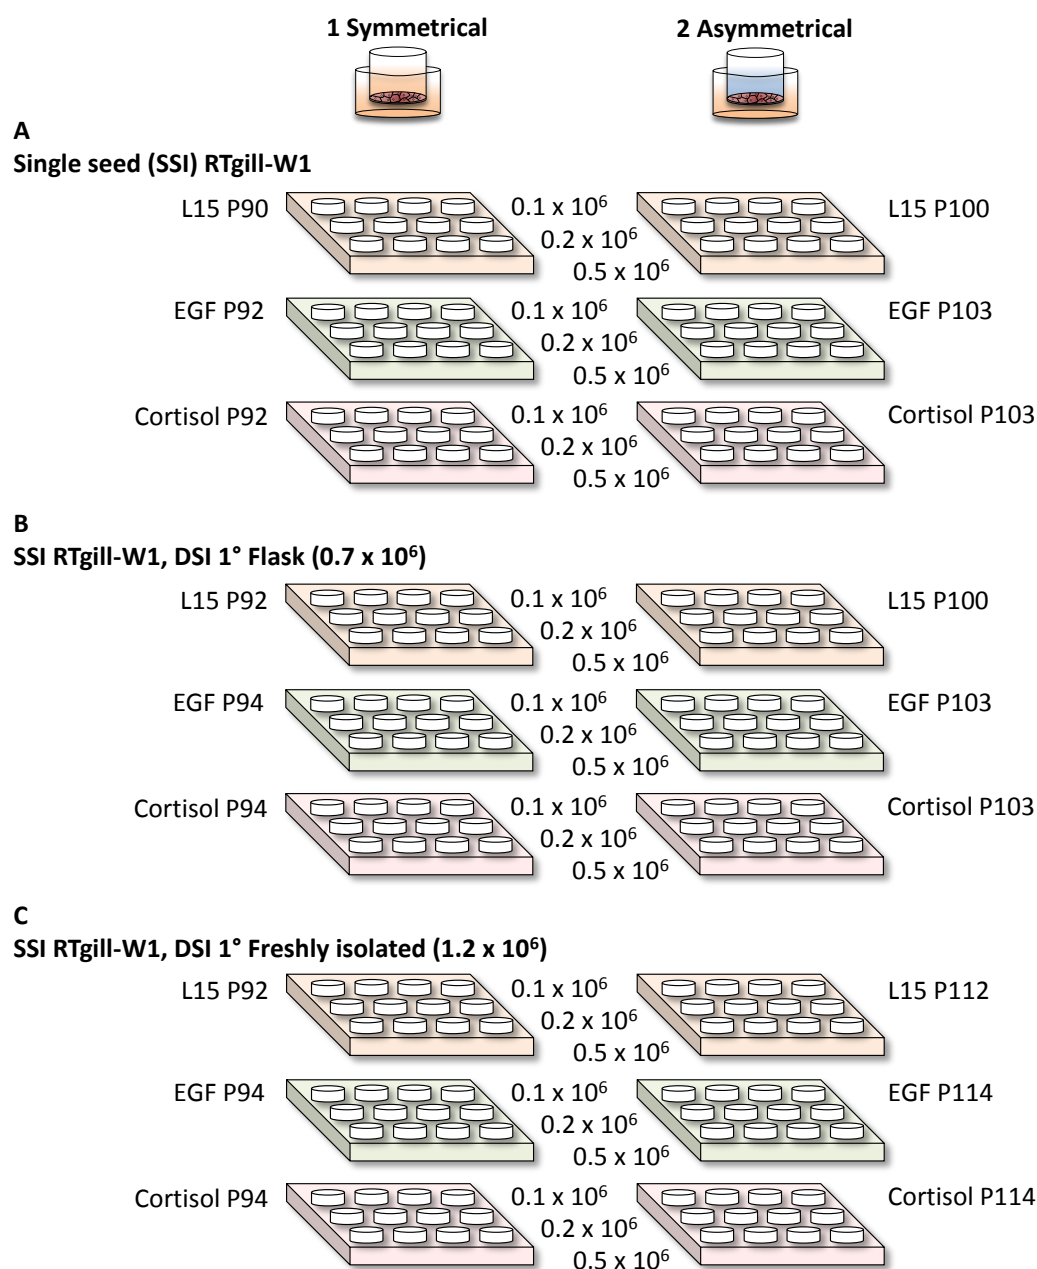 1 Symmetrical
2 Asymmetrical
A
Single seed (SSI) RTgill-W1
L15 P90
0.1 x 10⁶
0.2 x 10⁶
0.5 x 10⁶
L15 P100
EGF P92
0.1 x 10⁶
0.2 x 10⁶
0.5 x 10⁶
EGF P103
Cortisol P92
0.1 x 10⁶
0.2 x 10⁶
0.5 x 10⁶
Cortisol P103
B
SSI RTgill-W1, DSI 1° Flask (0.7 x 10⁶)
L15 P92
0.1 x 10⁶
0.2 x 10⁶
0.5 x 10⁶
L15 P100
EGF P94
0.1 x 10⁶
0.2 x 10⁶
0.5 x 10⁶
EGF P103
Cortisol P94
0.1 x 10⁶
0.2 x 10⁶
0.5 x 10⁶
Cortisol P103
C
SSI RTgill-W1, DSI 1° Freshly isolated (1.2 x 10⁶)
L15 P92
0.1 x 10⁶
0.2 x 10⁶
0.5 x 10⁶
L15 P112
EGF P94
0.1 x 10⁶
0.2 x 10⁶
0.5 x 10⁶
EGF P114
Cortisol P94
0.1 x 10⁶
0.2 x 10⁶
0.5 x 10⁶
Cortisol P114